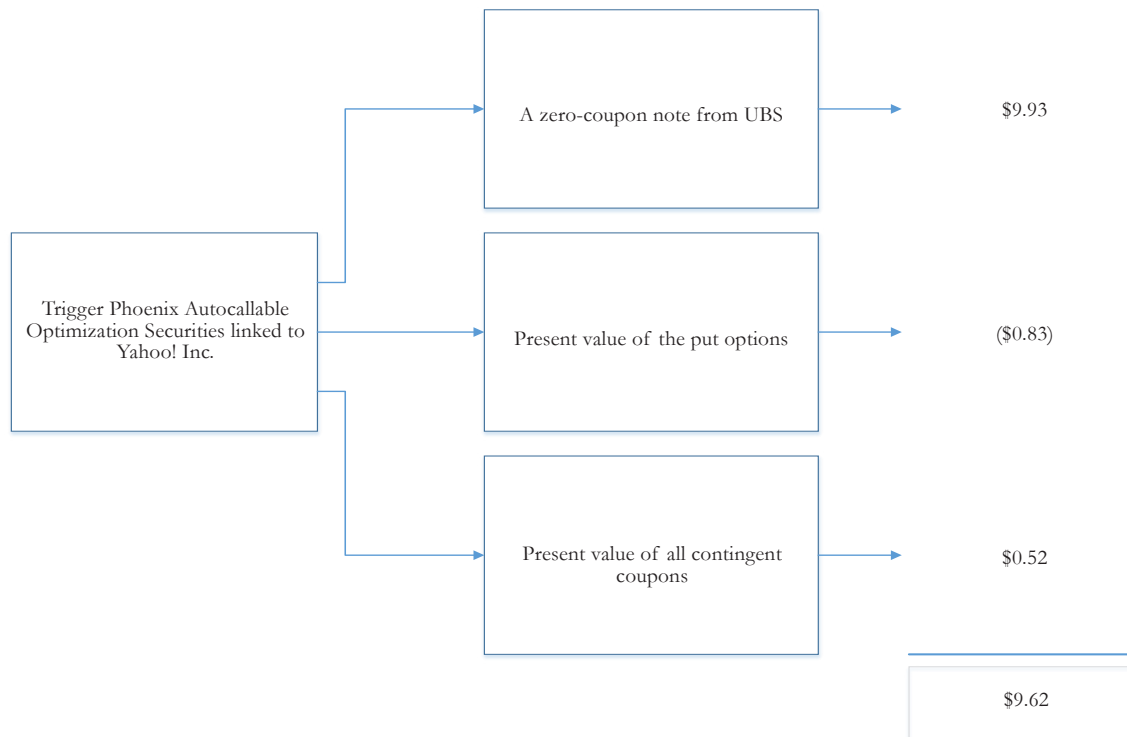 A zero-coupon note from UBS
$9.93
Trigger Phoenix Autocallable
Optimization Securities linked to
Yahoo! Inc.
Present value of the put options
($0.83)
Present value of all contingent
coupons
$0.52
$9.62